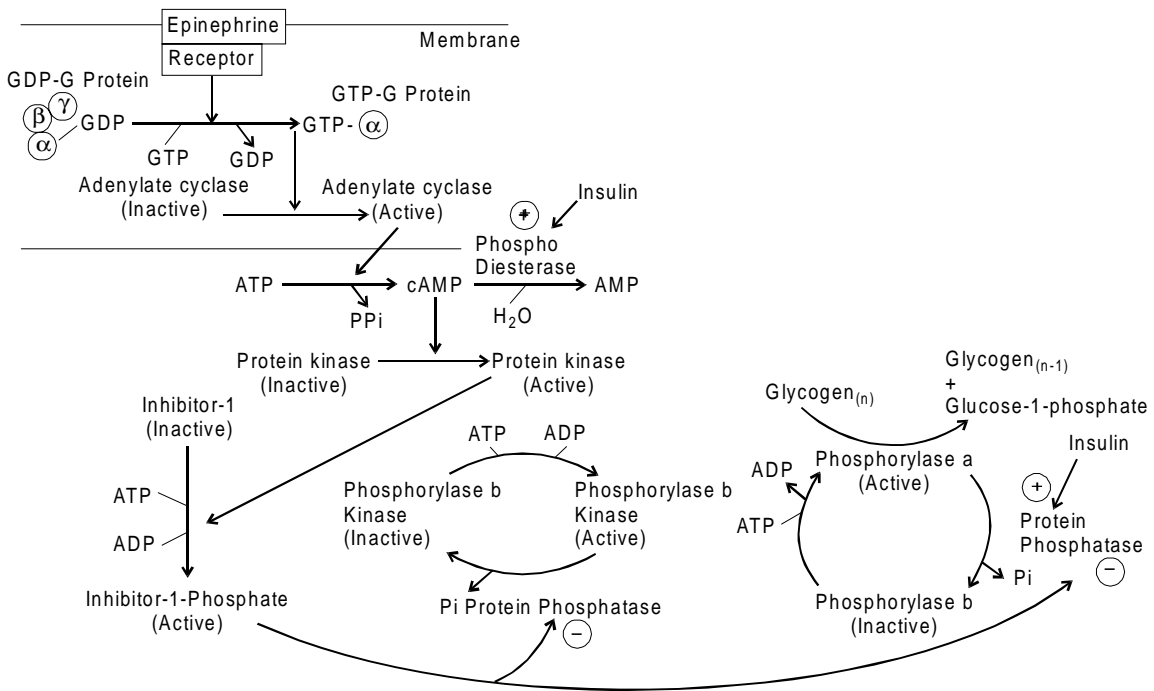 Epinephrine
Membrane
Receptor
GDP-G Protein
GTP-G Protein
β γ
α GDP
GTP- α
GTP
GDP
Adenylate cyclase
(Inactive)
Adenylate cyclase
(Active)
Insulin
+
Phospho
Diesterase
ATP
cAMP
AMP
PPi
H₂O
Protein kinase
(Inactive)
Protein kinase
(Active)
Inhibitor-1
(Inactive)
ATP
ADP
Inhibitor-1-Phosphate
(Active)
ATP
ADP
Phosphorylase b
Kinase
(Inactive)
Phosphorylase b
Kinase
(Active)
Pi Protein Phosphatase
−
Glycogen(n)
Glycogen(n-1)
+
Glucose-1-phosphate
Insulin
ADP
Phosphorylase a
(Active)
ATP
+
Protein
Phosphatase
−
Pi
Phosphorylase b
(Inactive)